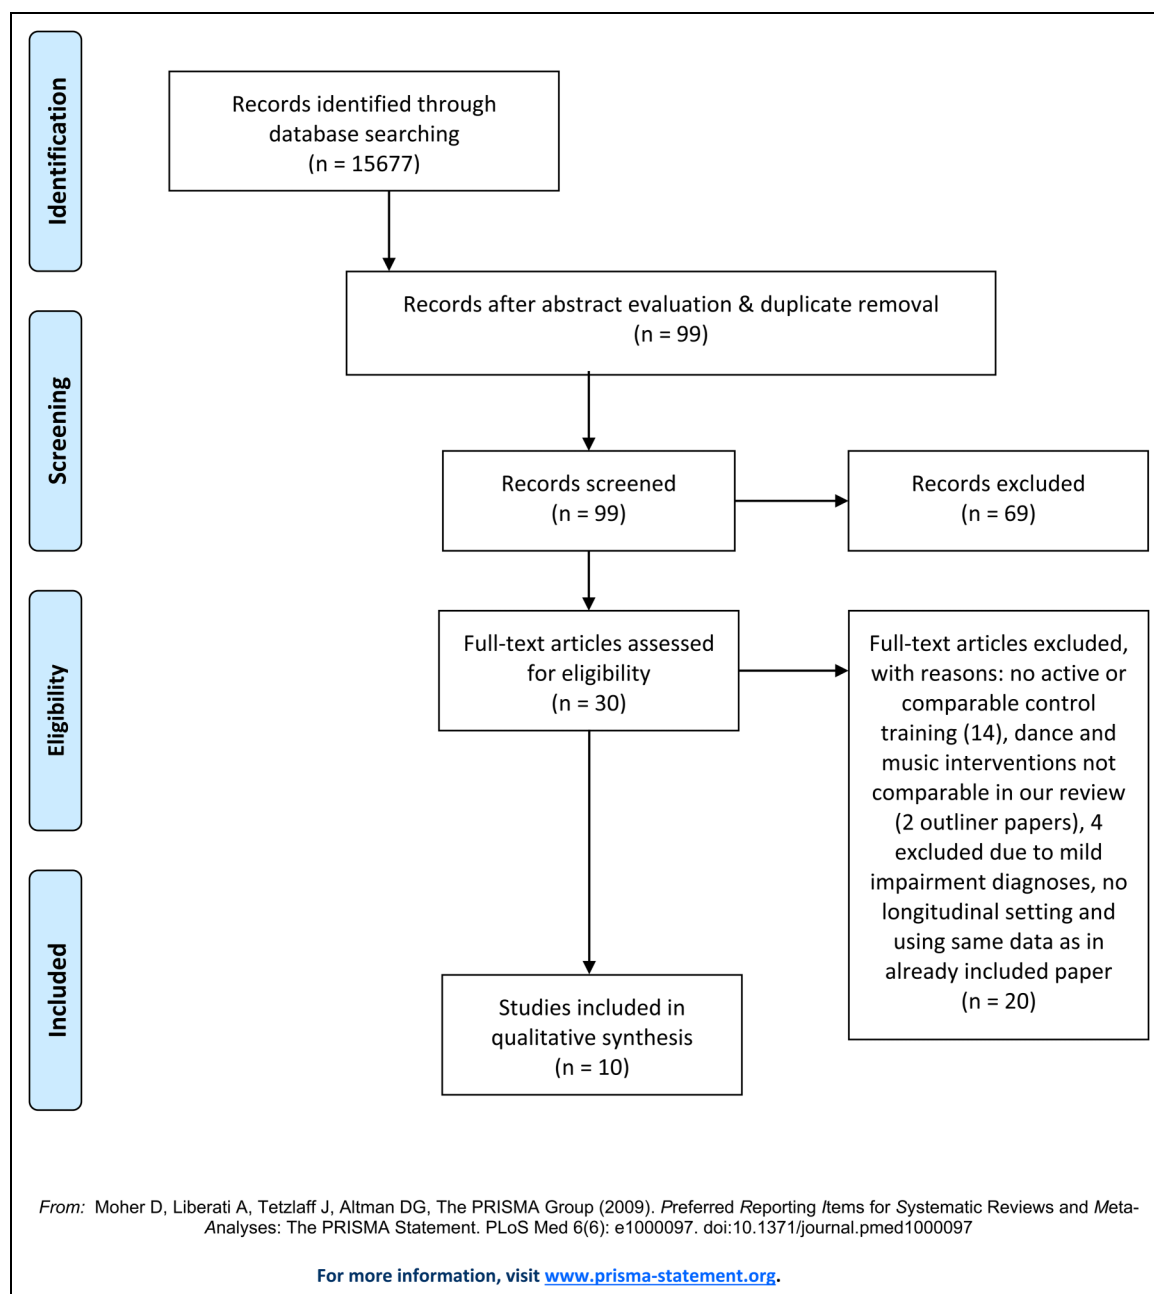 Identification
Records identified through
database searching
(n = 15677)
Records after abstract evaluation & duplicate removal
(n = 99)
Screening
Records screened
(n = 99)
Records excluded
(n = 69)
Eligibility
Full-text articles assessed
for eligibility
(n = 30)
Full-text articles excluded,
with reasons: no active or
comparable control
training (14), dance and
music interventions not
comparable in our review
(2 outliner papers), 4
excluded due to mild
impairment diagnoses, no
longitudinal setting and
using same data as in
already included paper
(n = 20)
Included
Studies included in
qualitative synthesis
(n = 10)
From: Moher D, Liberati A, Tetzlaff J, Altman DG, The PRISMA Group (2009). Preferred Reporting Items for Systematic Reviews and Meta-
Analyses: The PRISMA Statement. PLoS Med 6(6): e1000097. doi:10.1371/journal.pmed1000097
For more information, visit www.prisma-statement.org.